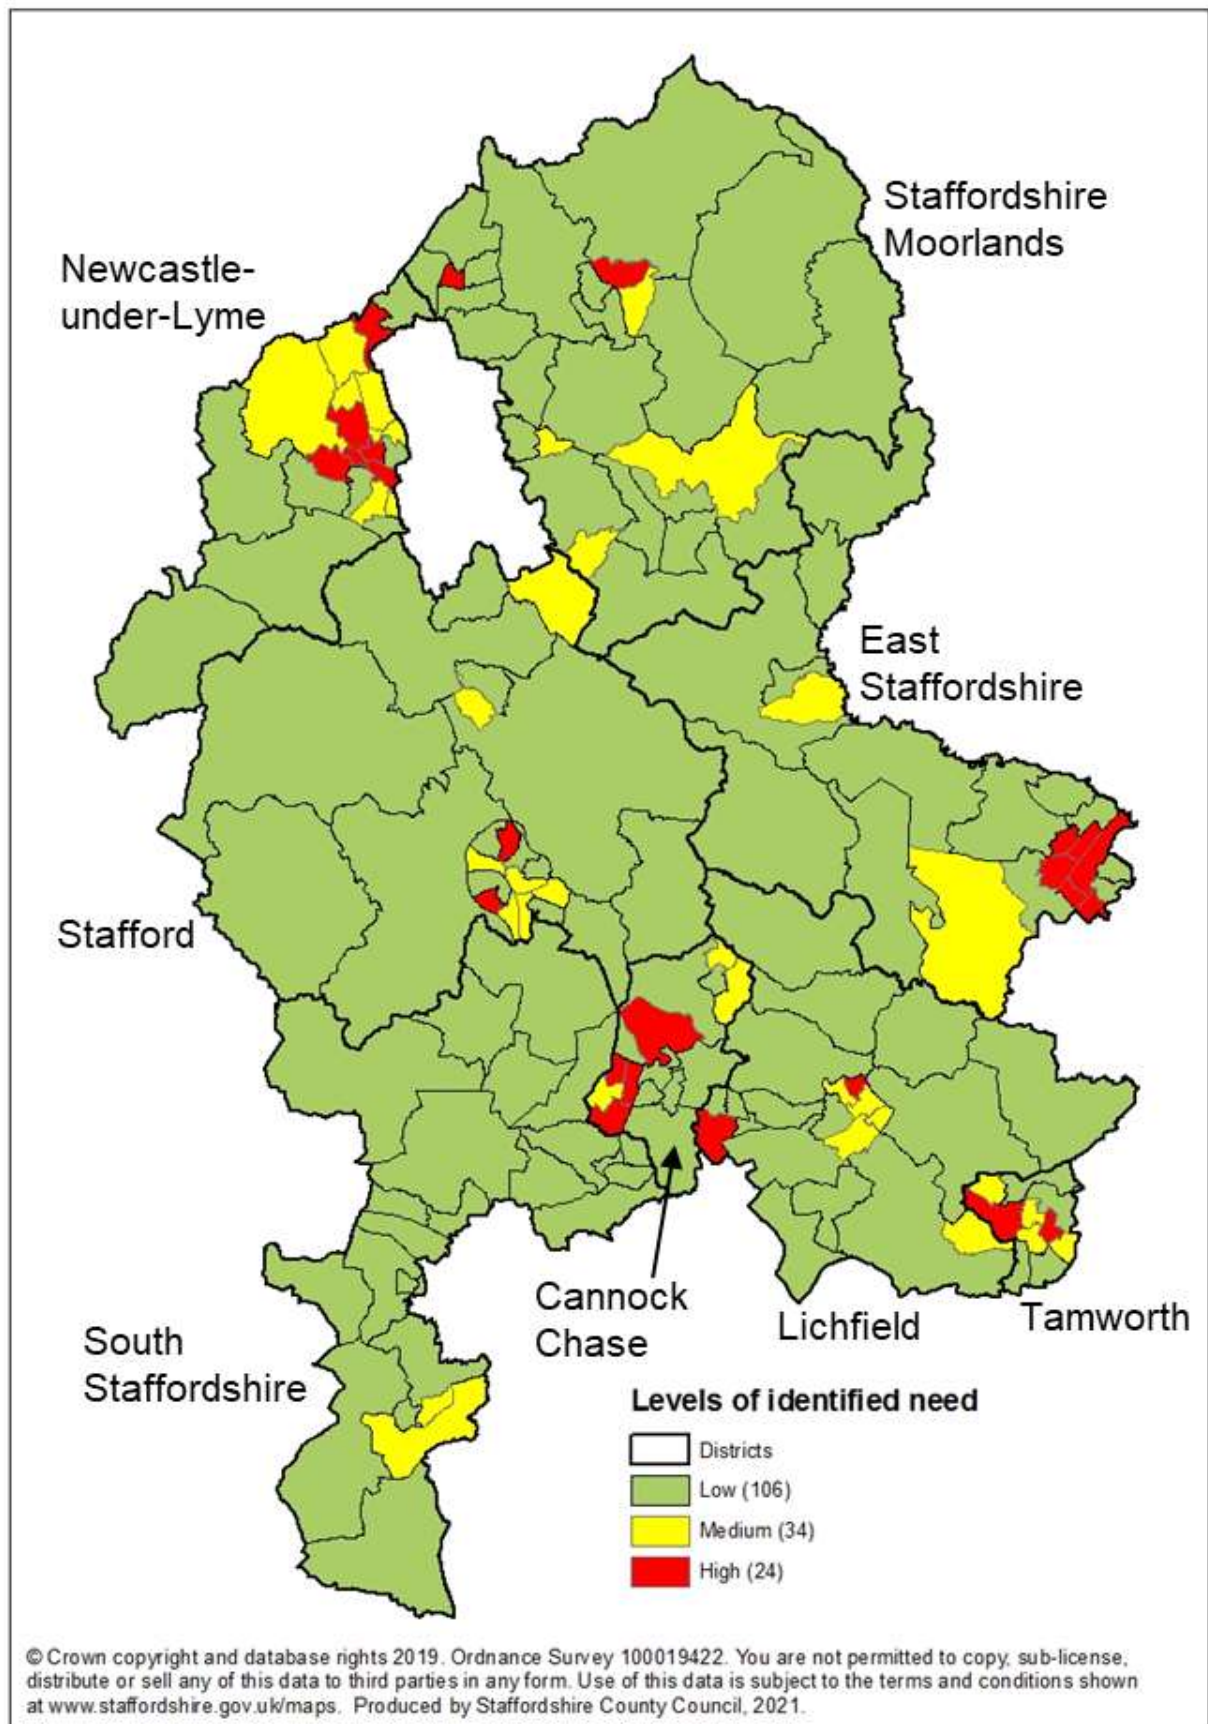 Staffordshire
Moorlands
Newcastle-
under-Lyme
East
Staffordshire
Stafford
Cannock
Chase
Lichfield
Tamworth
South
Staffordshire
Levels of identified need
Districts
Low (106)
Medium (34)
High (24)
© Crown copyright and database rights 2019. Ordnance Survey 100019422. You are not permitted to copy, sub-license,
distribute or sell any of this data to third parties in any form. Use of this data is subject to the terms and conditions shown
at www.staffordshire.gov.uk/maps. Produced by Staffordshire County Council, 2021.